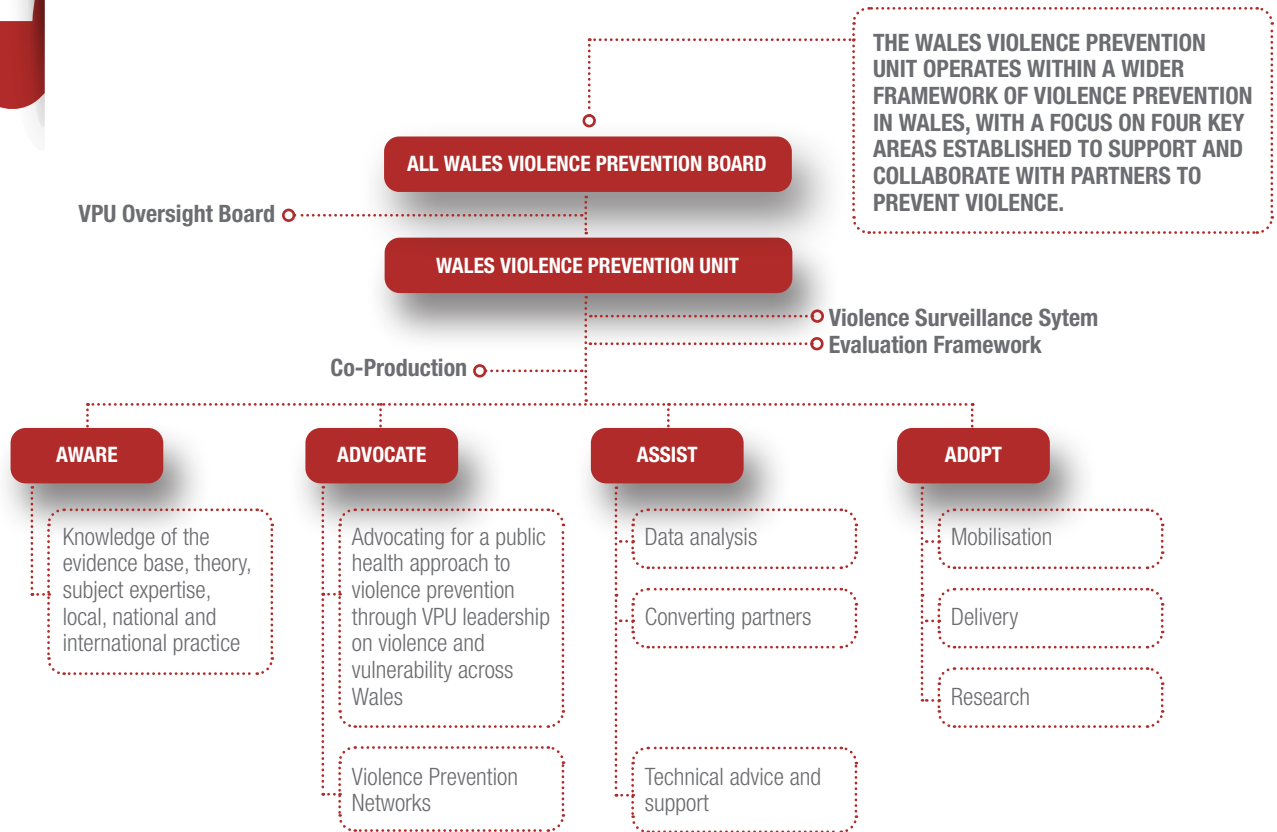 THE WALES VIOLENCE PREVENTION
UNIT OPERATES WITHIN A WIDER
FRAMEWORK OF VIOLENCE PREVENTION
IN WALES, WITH A FOCUS ON FOUR KEY
AREAS ESTABLISHED TO SUPPORT AND
COLLABORATE WITH PARTNERS TO
PREVENT VIOLENCE.
ALL WALES VIOLENCE PREVENTION BOARD
VPU Oversight Board
WALES VIOLENCE PREVENTION UNIT
Violence Surveillance Sytem
Evaluation Framework
Co-Production
AWARE
Knowledge of the
evidence base, theory,
subject expertise,
local, national and
international practice
ADVOCATE
Advocating for a public
health approach to
violence prevention
through VPU leadership
on violence and
vulnerability across
Wales
Violence Prevention
Networks
ASSIST
Data analysis
Converting partners
Technical advice and
support
ADOPT
Mobilisation
Delivery
Research